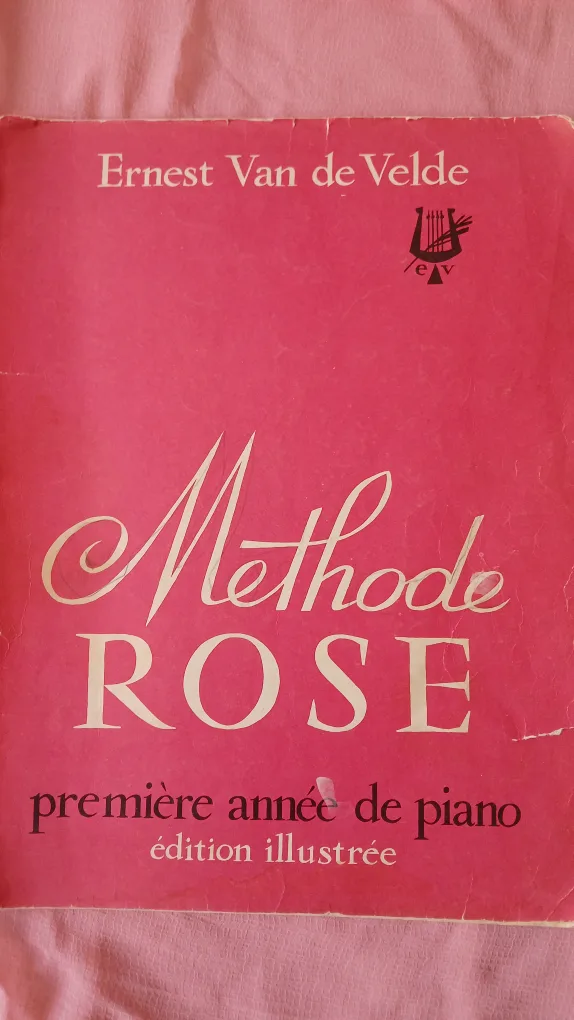 Ernest Van de Velde
e v
Methode
ROSE
première année de piano
édition illustrée